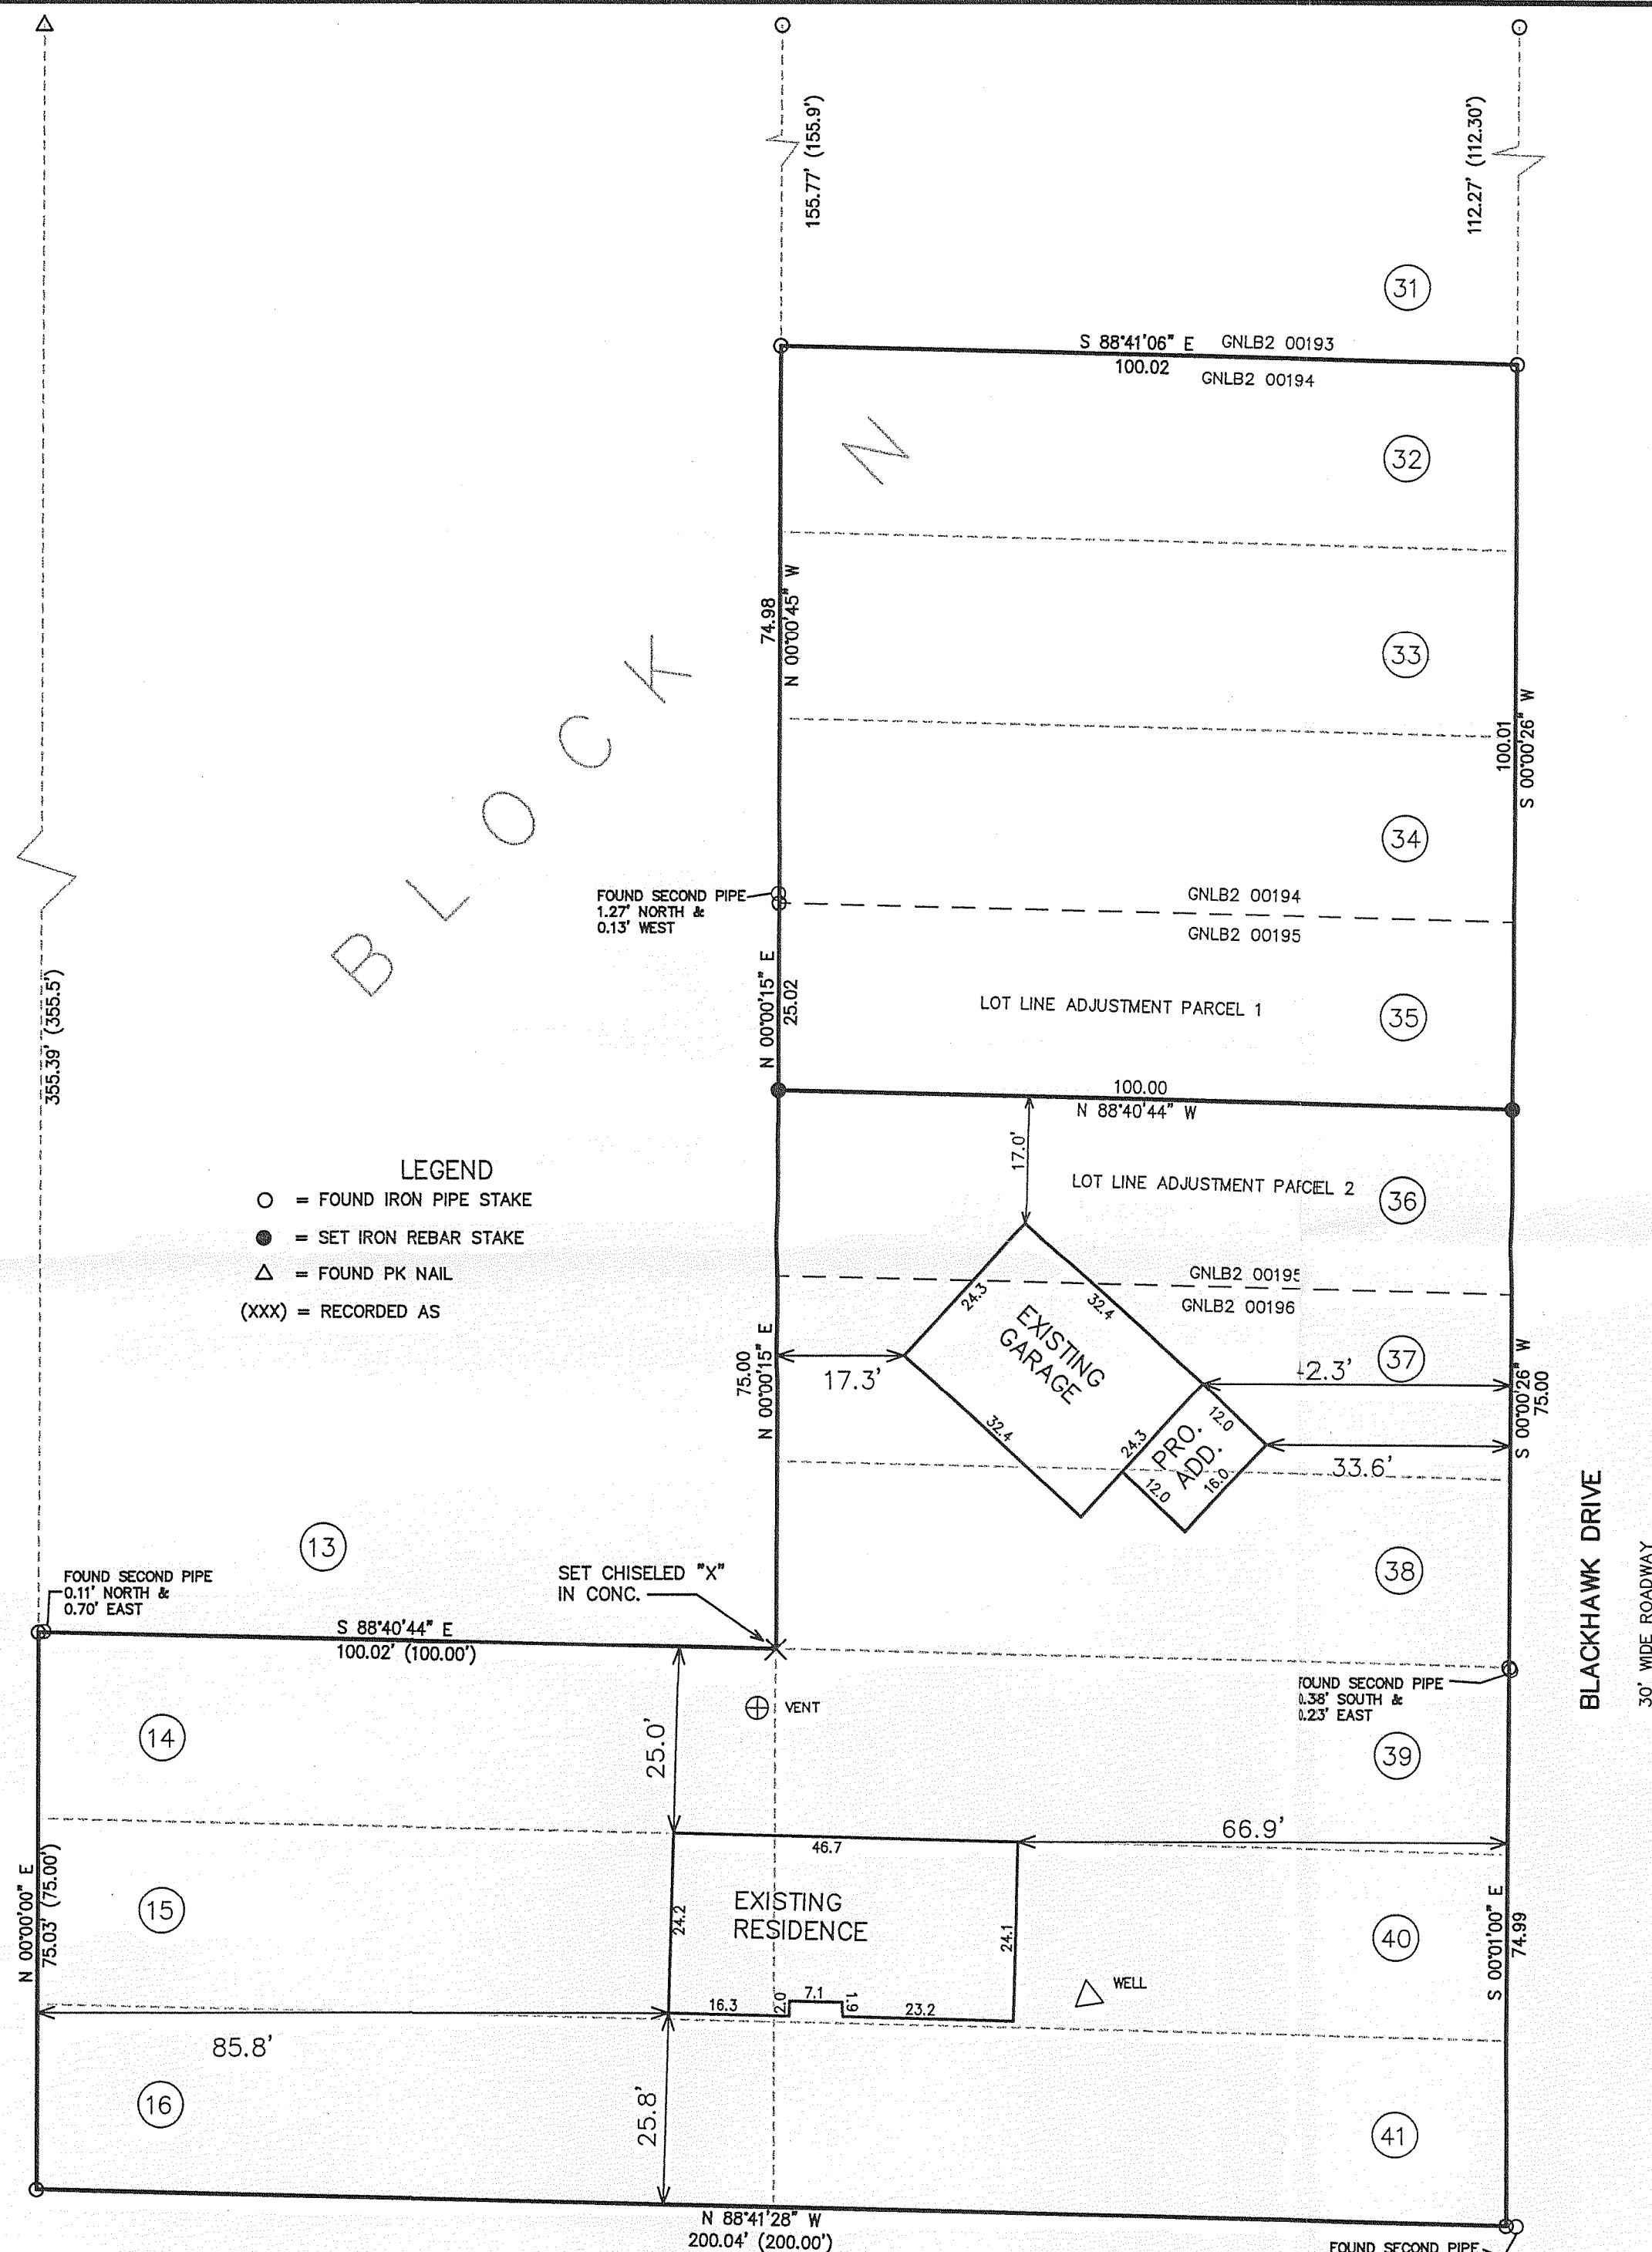 155.77' (155.9')
112.27' (112.30')
31
S 88°41'06" E GNLB2 00193
100.02
GNLB2 00194
32
N
74.98
N 00°00'45" W
33
BLOCK
100.01
S 00°00'26" W
34
FOUND SECOND PIPE
1.27' NORTH &
0.13' WEST
GNLB2 00194
GNLB2 00195
355.39' (355.5')
N 00°00'15" E
25.02
LOT LINE ADJUSTMENT PARCEL 1
35
100.00
N 88°40'44" W
17.0'
LEGEND
= FOUND IRON PIPE STAKE
= SET IRON REBAR STAKE
= FOUND PK NAIL
(XXX) = RECORDED AS
LOT LINE ADJUSTMENT PARCEL 2
36
GNLB2 00195
GNLB2 00196
24.3
32.4
EXISTING
GARAGE
75.00
N 00°00'15" E
17.3'
32.4
24.3
42.3'
37
12.0
PRO.
ADD.
12.0
16.0
33.6'
S 00°00'26" W
75.00
BLACKHAWK DRIVE
30' WIDE ROADWAY
13
38
FOUND SECOND PIPE
0.11' NORTH &
0.70' EAST
SET CHISELED "X"
IN CONC.
S 88°40'44" E
100.02' (100.00')
FOUND SECOND PIPE
0.38' SOUTH &
0.23' EAST
VENT
14
25.0'
39
66.9'
46.7
N 00°00'00" E
75.03' (75.00')
15
24.2
EXISTING
RESIDENCE
24.1
40
S 00°01'00" E
74.99
WELL
16.3
2.0
7.1
1.9
23.2
85.8'
16
25.8'
41
N 88°41'28" W
200.04' (200.00')
FOUND SECOND PIPE